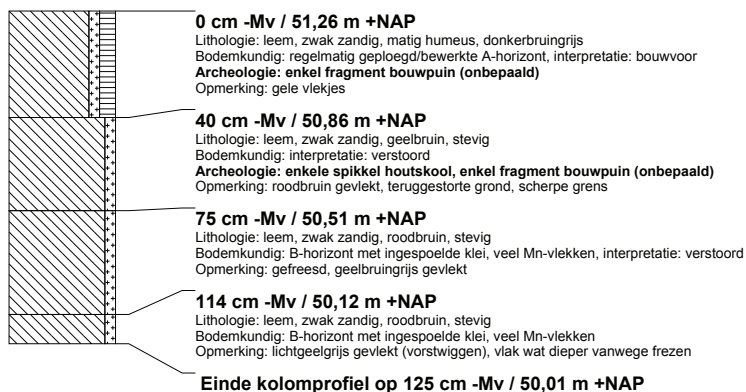 0 cm -Mv / 51,26 m +NAP
Lithologie: leem, zwak zandig, matig humeus, donkerbruingrijs
Bodemkundig: regelmatig geploegd/bewerkte A-horizont, interpretatie: bouwvoor
Archeologie: enkel fragment bouwpuin (onbepaald)
Opmerking: gele vlekjes
40 cm -Mv / 50,86 m +NAP
Lithologie: leem, zwak zandig, geelbruin, stevig
Bodemkundig: interpretatie: verstoord
Archeologie: enkele spikkel houtskool, enkel fragment bouwpuin (onbepaald)
Opmerking: roodbruin gevlekt, teruggestorte grond, scherpe grens
75 cm -Mv / 50,51 m +NAP
Lithologie: leem, zwak zandig, roodbruin, stevig
Bodemkundig: B-horizont met ingespoelde klei, veel Mn-vlekken, interpretatie: verstoord
Opmerking: gefreesd, geelbruingrijs gevlekt
114 cm -Mv / 50,12 m +NAP
Lithologie: leem, zwak zandig, roodbruin, stevig
Bodemkundig: B-horizont met ingespoelde klei, veel Mn-vlekken
Opmerking: lichtgeelgrijs gevlekt (vorstwiggen), vlak wat dieper vanwege frezen
Einde kolomprofiel op 125 cm -Mv / 50,01 m +NAP